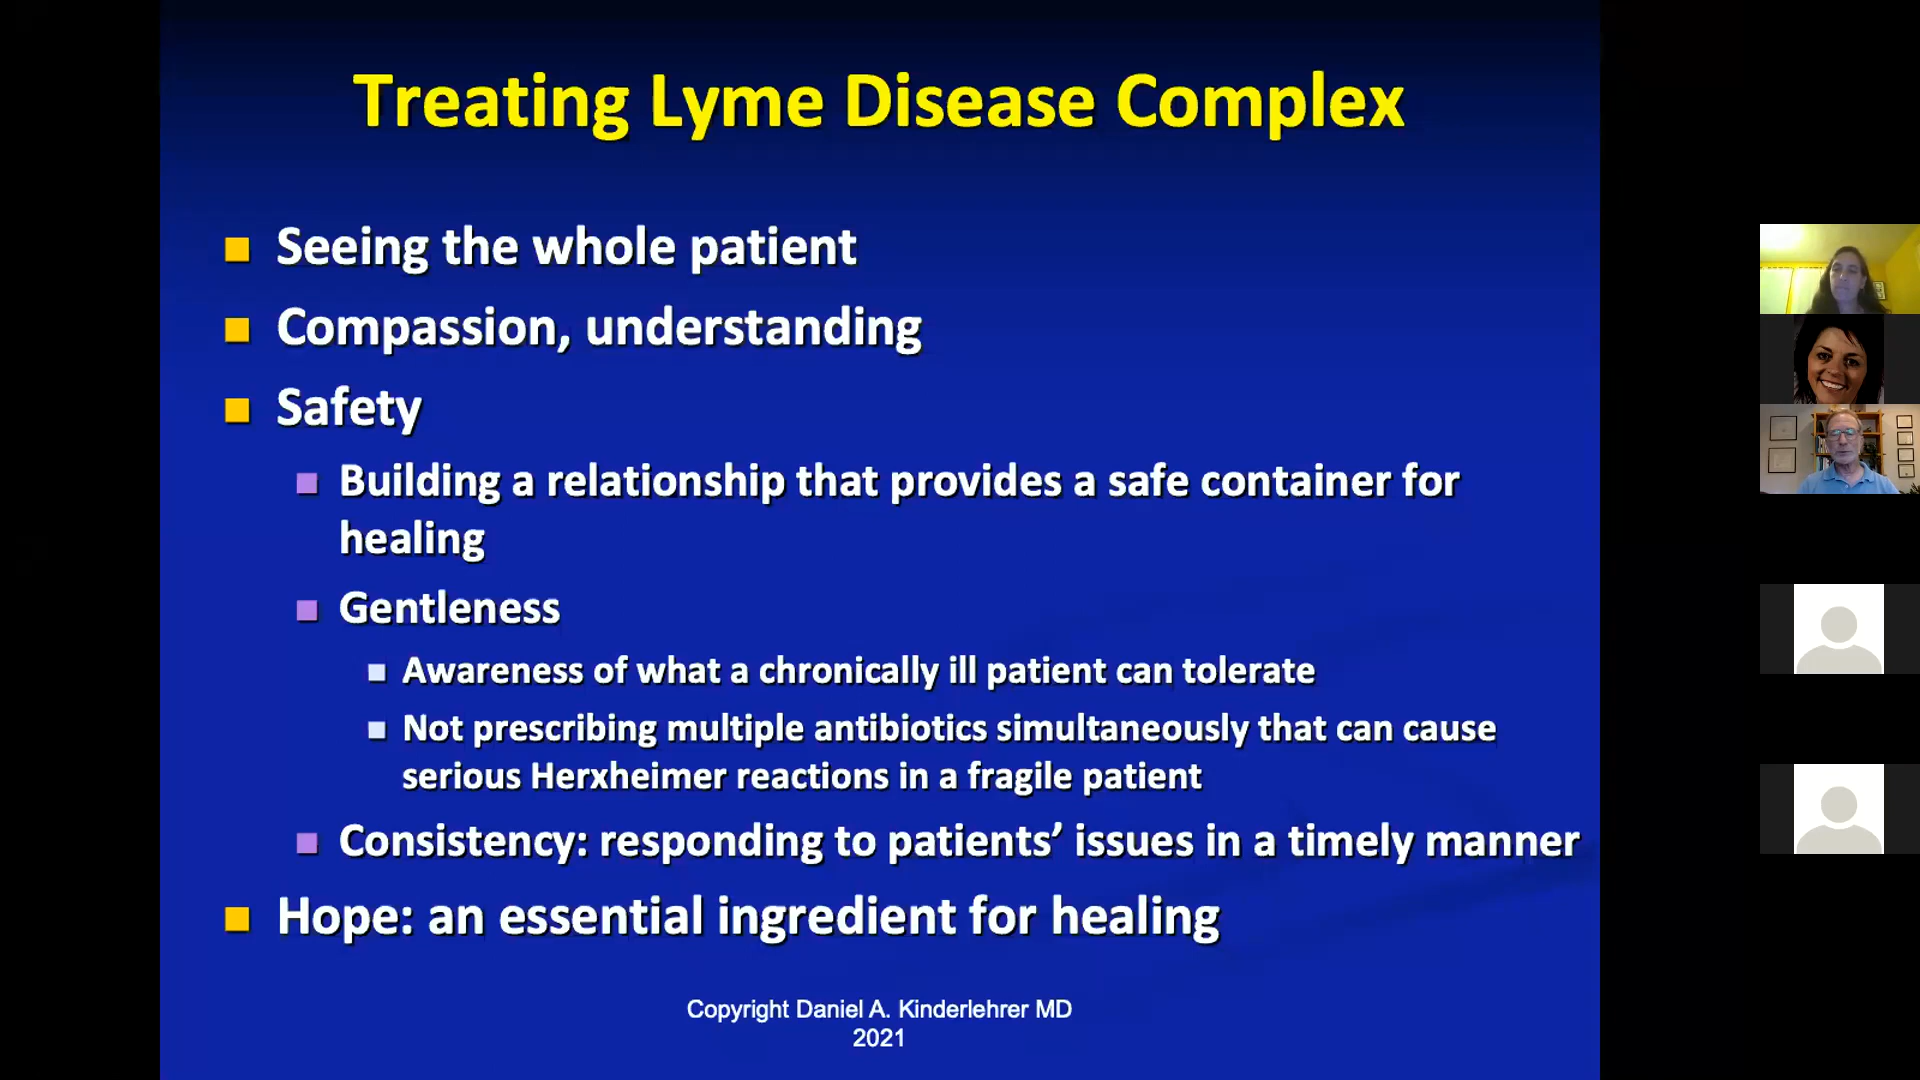 Treating Lyme Disease Complex
Seeing the whole patient
Compassion, understanding
Safety
Building a relationship that provides a safe container for
healing
Gentleness
Awareness of what a chronically ill patient can tolerate
Not prescribing multiple antibiotics simultaneously that can cause
serious Herxheimer reactions in a fragile patient
Consistency: responding to patients’ issues in a timely manner
Hope: an essential ingredient for healing
Copyright Daniel A. Kinderlehrer MD
2021